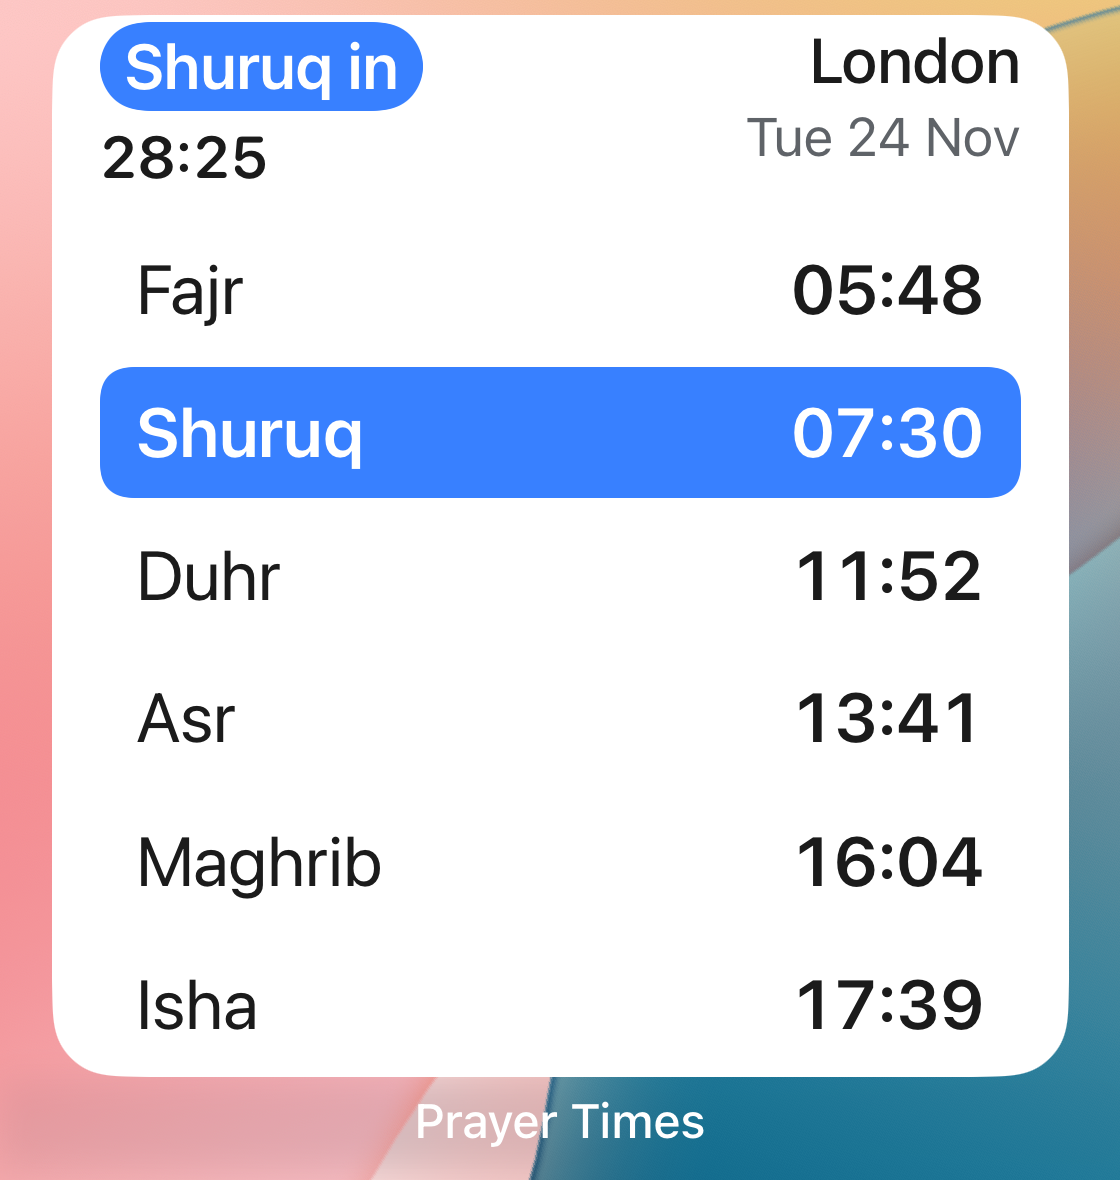 Shuruq in
28:25
London
Tue 24 Nov
Fajr 05:48
Shuruq 07:30
Duhr 11:52
Asr 13:41
Maghrib 16:04
Isha 17:39
Prayer Times